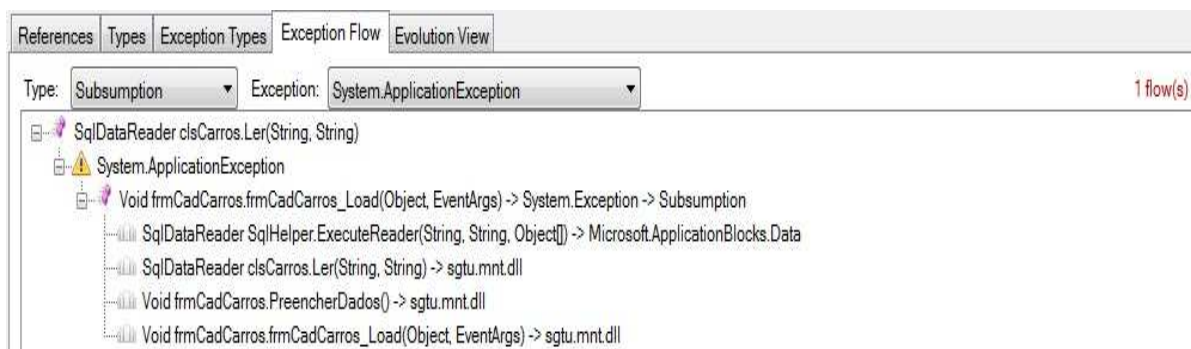 References Types Exception Types Exception Flow Evolution View
Type: Subsumption Exception: System.ApplicationException 1 flow(s)
SqlDataReader clsCarros.Ler(String, String)
System.ApplicationException
Void frmCadCarros.frmCadCarros_Load(Object, EventArgs) -> System.Exception -> Subsumption
SqlDataReader SqlHelper.ExecuteReader(String, String, Object[]) -> Microsoft.ApplicationBlocks.Data
SqlDataReader clsCarros.Ler(String, String) -> sgtu.mnt.dll
Void frmCadCarros.PreencherDados() -> sgtu.mnt.dll
Void frmCadCarros.frmCadCarros_Load(Object, EventArgs) -> sgtu.mnt.dll